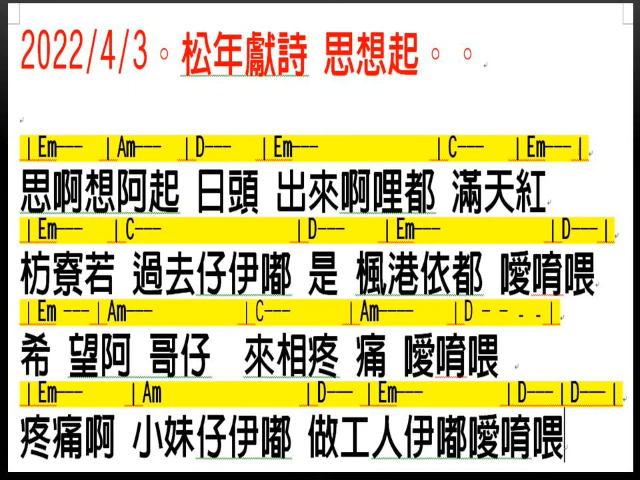 2022/4/3。松年獻詩 思想起。。
|Em--- |Am--- |D--- |Em--- |C--- |Em---|
思啊想阿起 日頭 出來啊哩都 滿天紅
|Em--- |C--- |D--- |Em--- |D---|
枋寮若 過去仔伊嘟 是 楓港依都 噯唷喂
|Em ---|Am--- |C--- |Am---- |D - - - -|
希 望阿 哥仔 來相疼 痛 噯唷喂
|Em--- |Am |D--- |Em--- |D---|D---|
疼痛啊 小妹仔伊嘟 做工人伊嘟噯唷喂